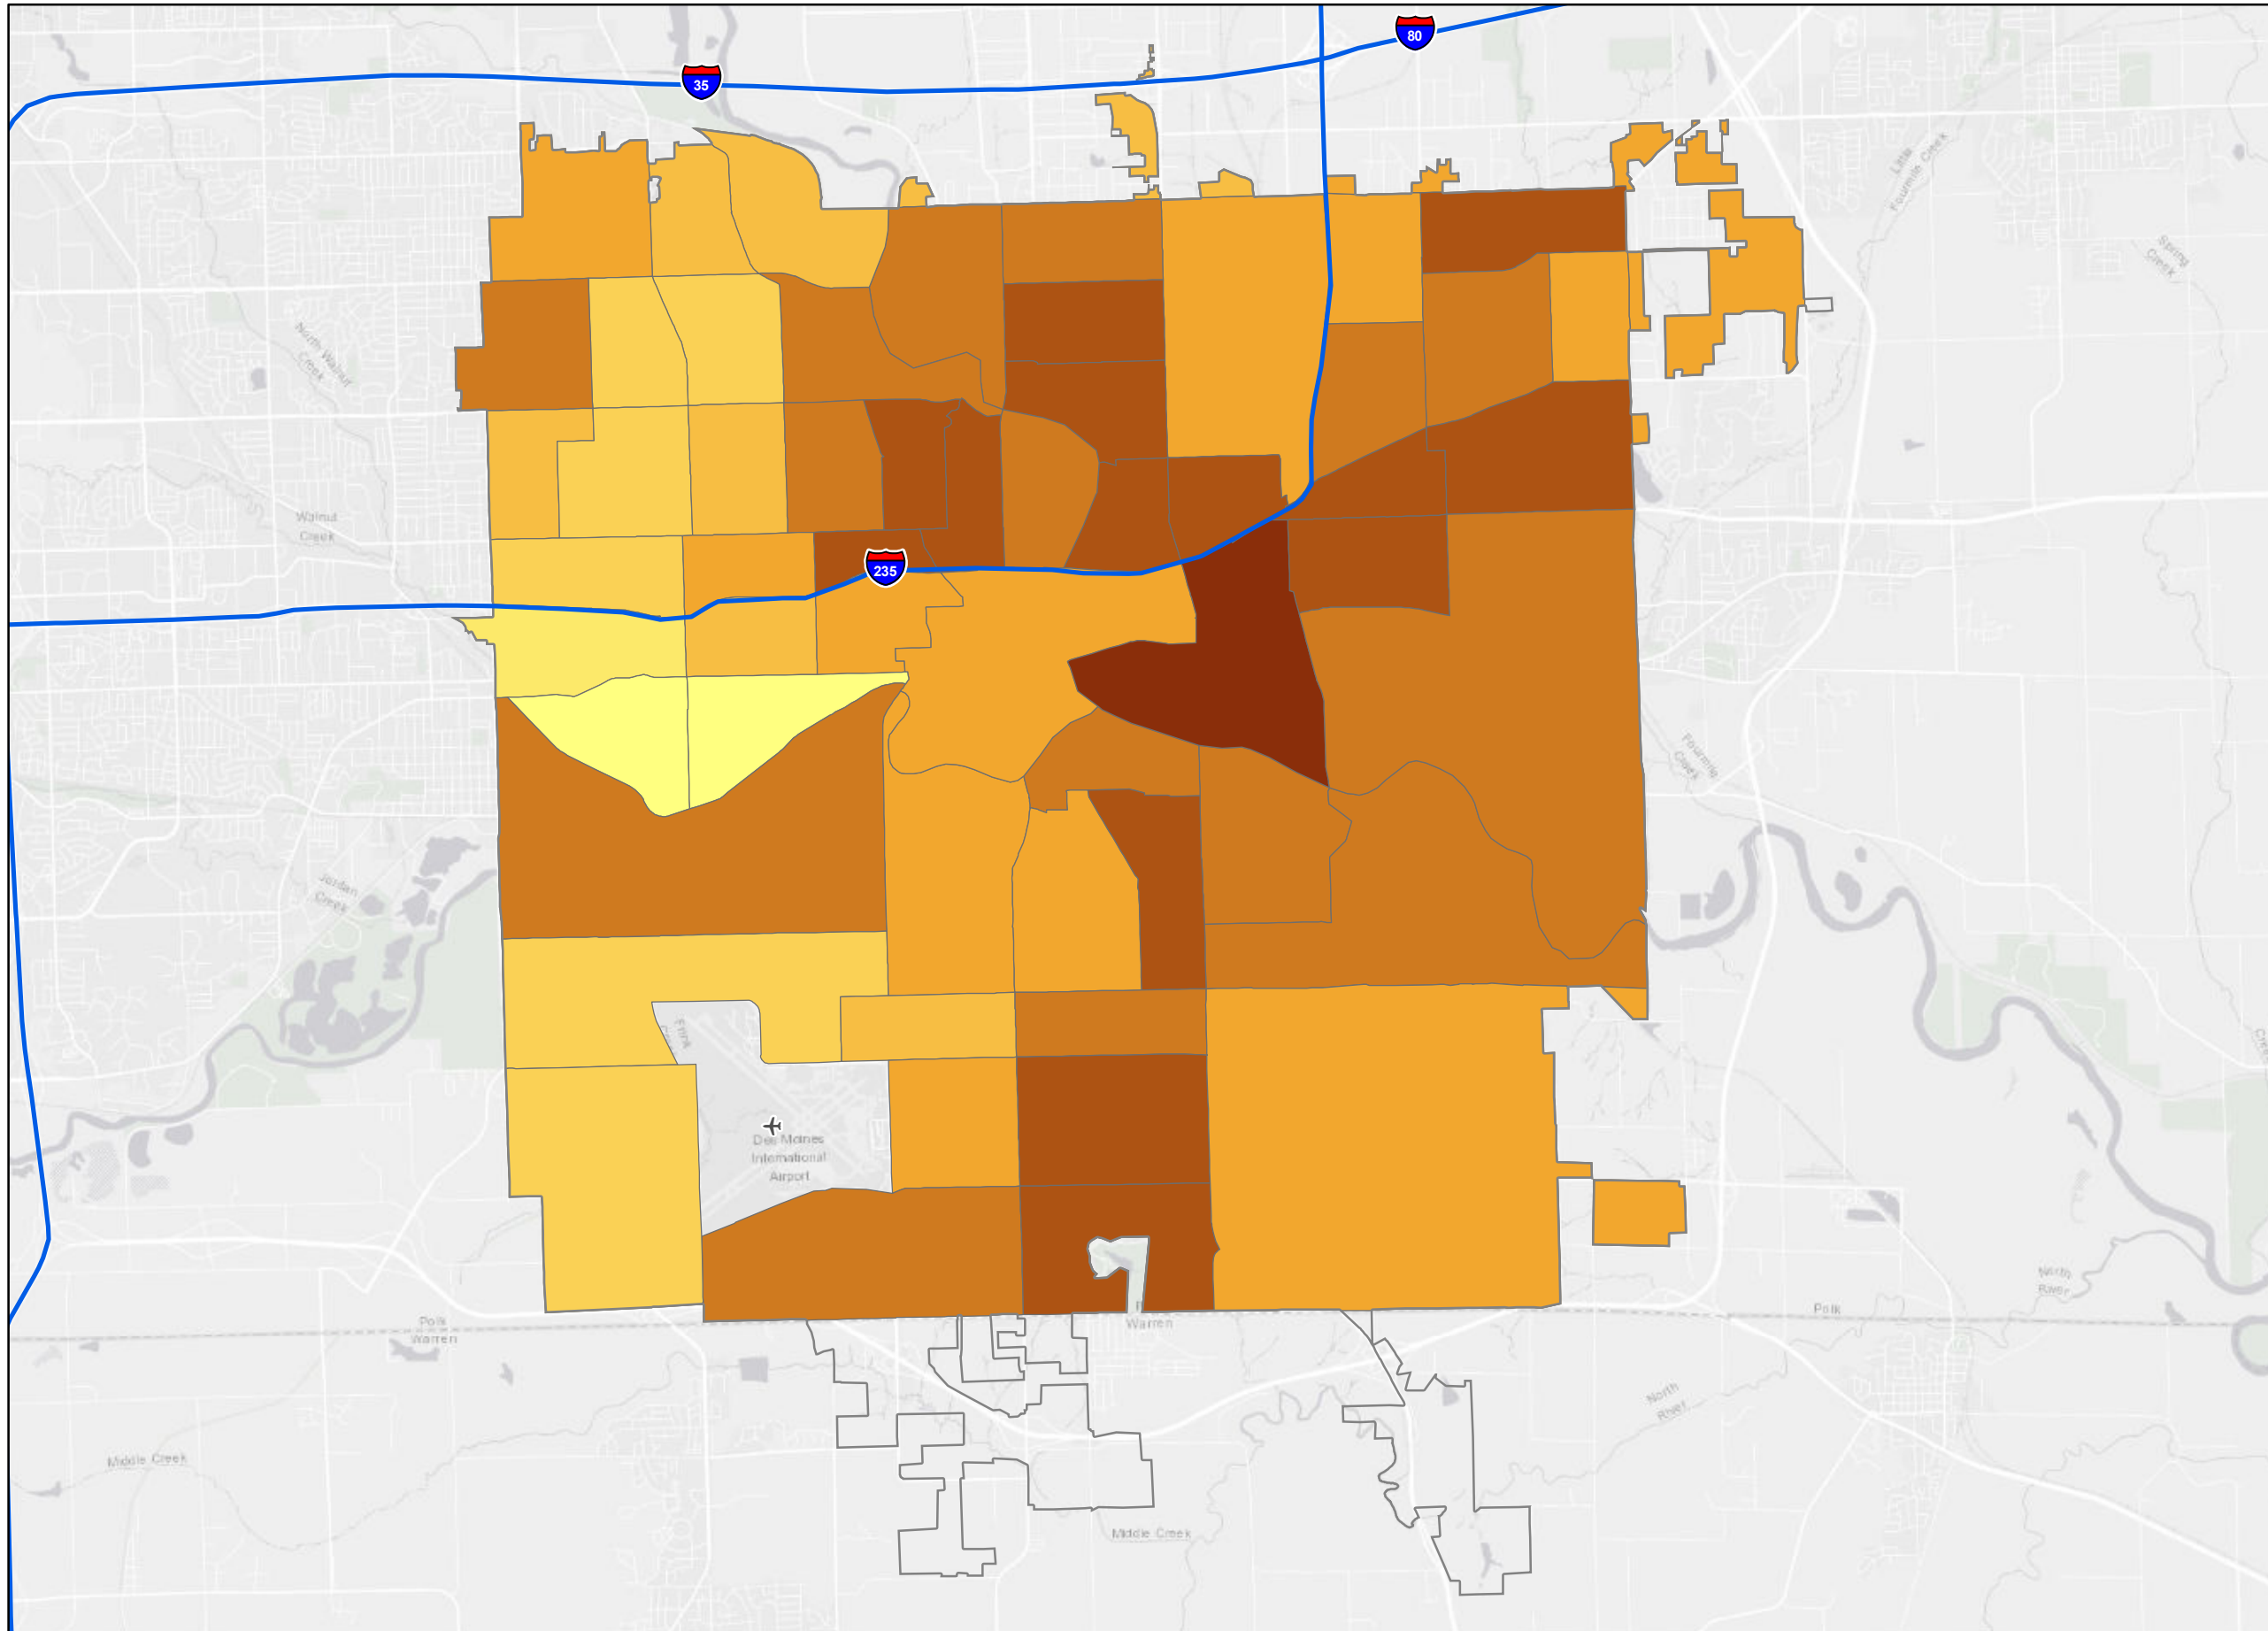 80
35
Little
Fourmile Creek
Spring
Creek
North Walnut
Creek
Walnut
Creek
235
Fourmile
Creek
Jordan
Creek
Des Moines
International
Airport
North
River
Polk
Warren
Polk
Warren
North
River
Middle Creek
Middle Creek